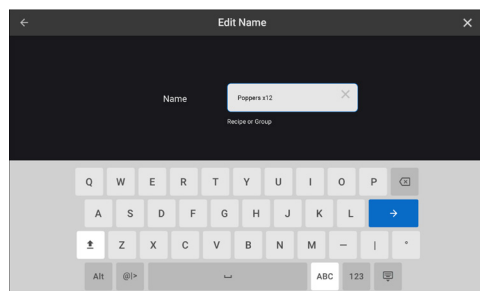 Edit Name
Name
Poppers x12
Recipe or Group
Q W E R T Y U I O P
A S D F G H J K L
Z X C V B N M — | °
Alt @|> ABC 123